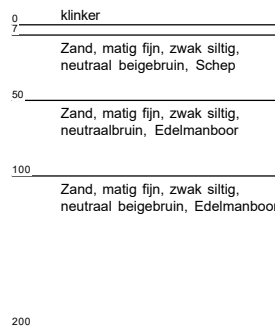 0 klinker
7
Zand, matig fijn, zwak siltig,
neutraal beigebruin, Schep
50
Zand, matig fijn, zwak siltig,
neutraalbruin, Edelmanboor
100
Zand, matig fijn, zwak siltig,
neutraal beigebruin, Edelmanboor
200